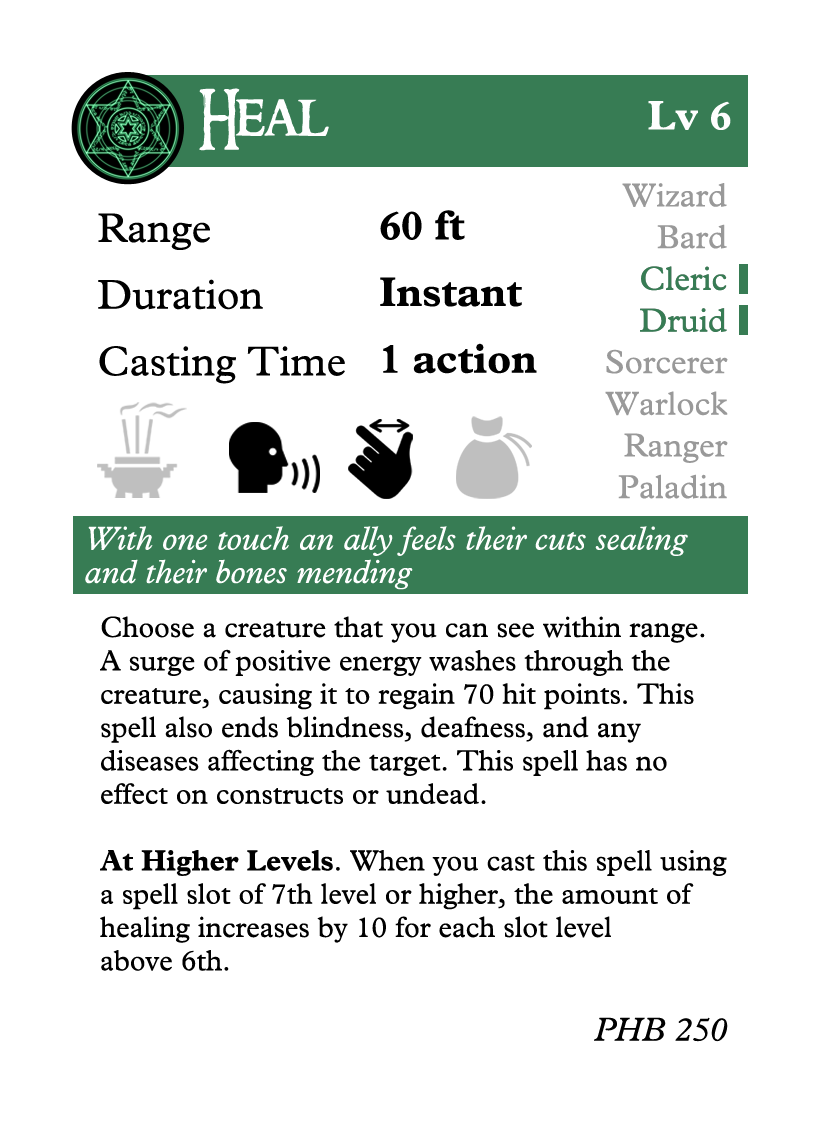 HEAL
Lv 6
Wizard
Bard
Cleric
Druid
Sorcerer
Warlock
Ranger
Paladin
Range 60 ft
Duration Instant
Casting Time 1 action
With one touch an ally feels their cuts sealing
and their bones mending
Choose a creature that you can see within range.
A surge of positive energy washes through the
creature, causing it to regain 70 hit points. This
spell also ends blindness, deafness, and any
diseases affecting the target. This spell has no
effect on constructs or undead.
At Higher Levels. When you cast this spell using
a spell slot of 7th level or higher, the amount of
healing increases by 10 for each slot level
above 6th.
PHB 250